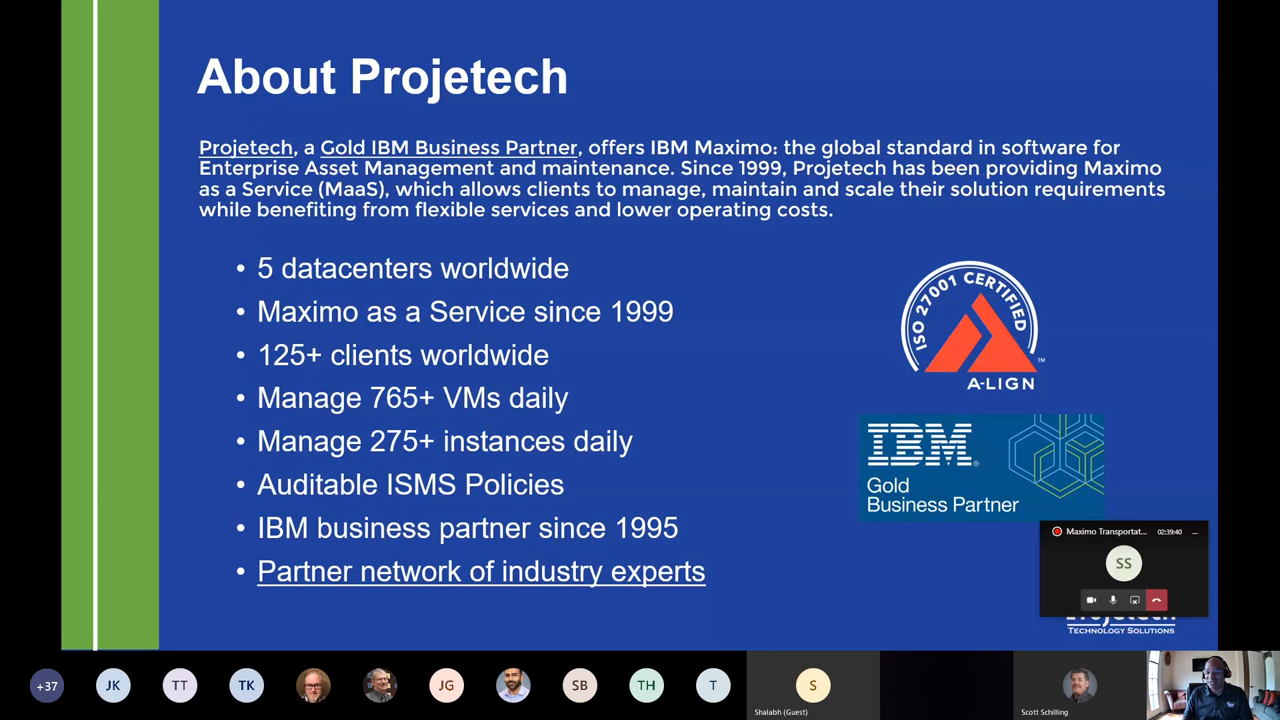 About Projetech
Projetech, a Gold IBM Business Partner, offers IBM Maximo: the global standard in software for
Enterprise Asset Management and maintenance. Since 1999, Projetech has been providing Maximo
as a Service (MaaS), which allows clients to manage, maintain and scale their solution requirements
while benefiting from flexible services and lower operating costs.
• 5 datacenters worldwide
• Maximo as a Service since 1999
• 125+ clients worldwide
• Manage 765+ VMs daily
• Manage 275+ instances daily
• Auditable ISMS Policies
• IBM business partner since 1995
• Partner network of industry experts
ISO 27001 CERTIFIED
™
A-LIGN
IBM®
Gold
Business Partner
Maximo Transportat... 02:39:40
SS
Projetech
TECHNOLOGY SOLUTIONS
+37 JK TT TK JG SB TH T S
Shalabh (Guest)
Scott Schilling